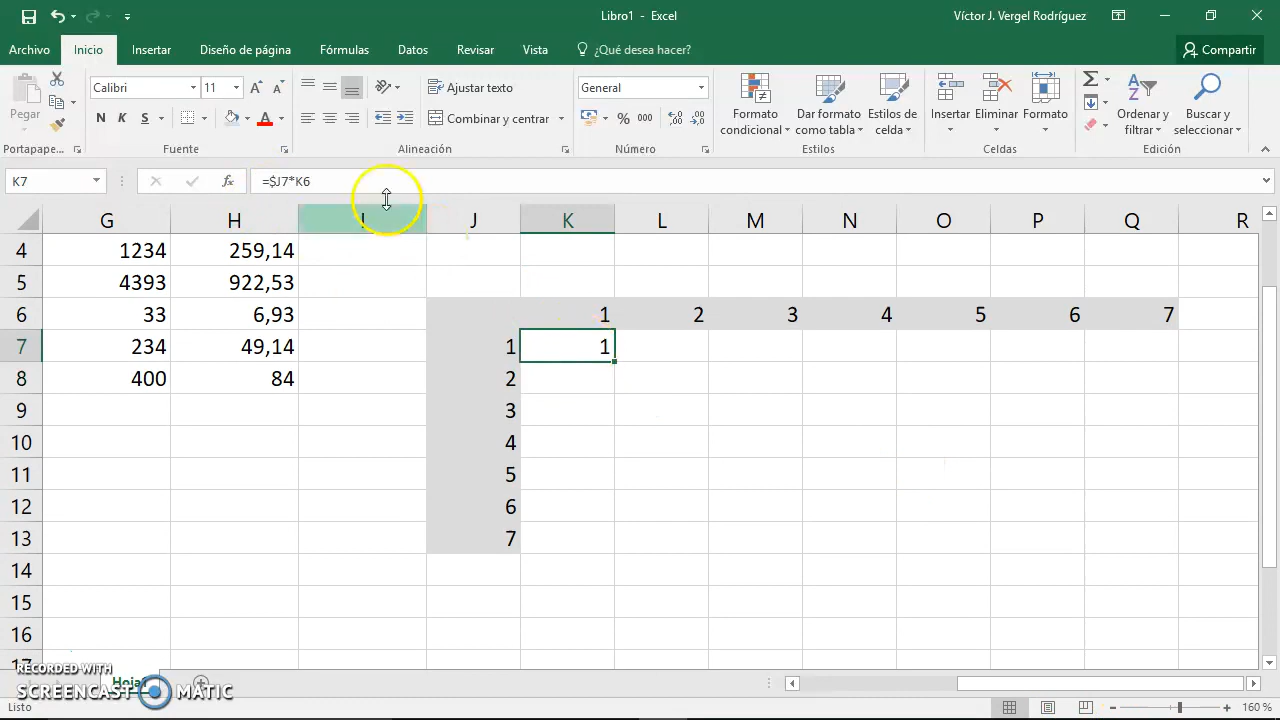 Libro1 - Excel
Víctor J. Vergel Rodríguez
Archivo Inicio Insertar Diseño de página Fórmulas Datos Revisar Vista ¿Qué desea hacer? Compartir
Pegar
Calibri 11
N K S
Ajustar texto
Combinar y centrar
General
% 000
Formato condicional
Dar formato como tabla
Estilos de celda
Insertar
Eliminar
Formato
Ordenar y filtrar
Buscar y seleccionar
Portapape... Fuente Alineación Número Estilos Celdas Edición
K7 fx =$J7*K6
G H I J K L M N O P Q R
4 1234 259,14
5 4393 922,53
6 33 6,93 1 2 3 4 5 6 7
7 234 49,14 1 1
8 400 84 2
9 3
10 4
11 5
12 6
13 7
14
15
16
17
RECORDED WITH
SCREENCAST MATIC
Listo 160 %